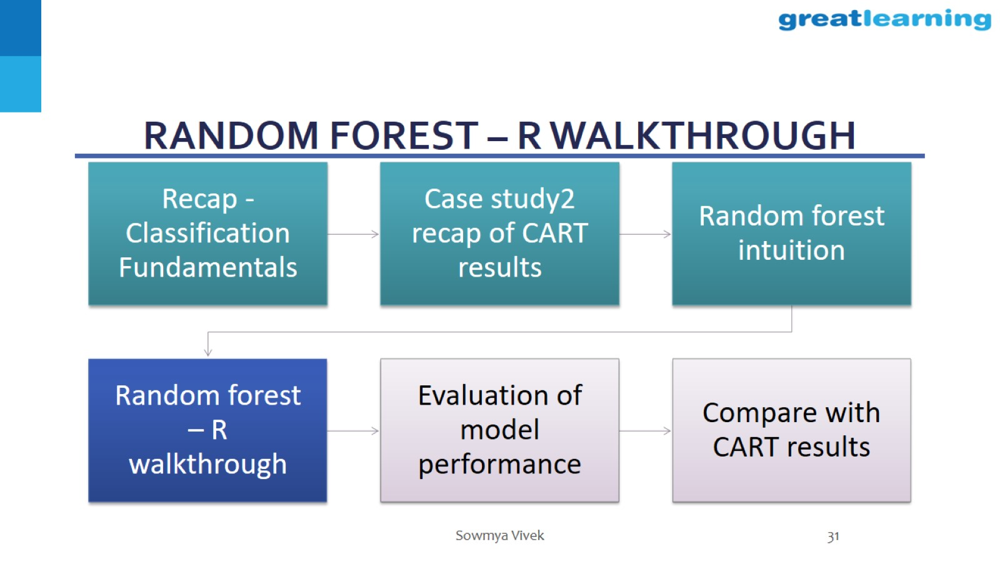 greatlearning
RANDOM FOREST – R WALKTHROUGH
Recap -
Classification
Fundamentals
Case study2
recap of CART
results
Random forest
intuition
Random forest
– R
walkthrough
Evaluation of
model
performance
Compare with
CART results
Sowmya Vivek
31